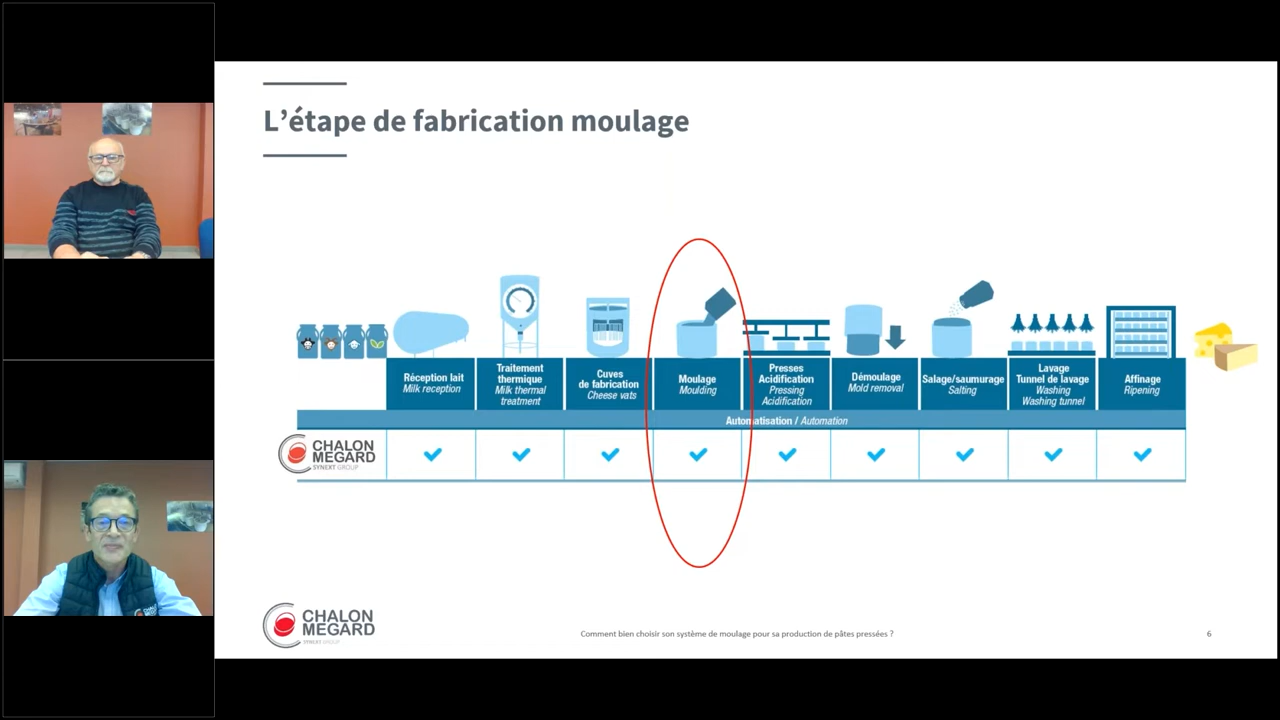 L’étape de fabrication moulage
Réception lait
Milk reception
Traitement
thermique
Milk thermal
treatment
Cuves
de fabrication
Cheese vats
Moulage
Moulding
Presses
Acidification
Pressing
Acidification
Démoulage
Mold removal
Salage/saumurage
Salting
Lavage
Tunnel de lavage
Washing
Washing tunnel
Affinage
Ripening
Automatisation / Automation
CHALON
MEGARD
SYNEXT GROUP
CHALON
MEGARD
SYNEXT GROUP
Comment bien choisir son système de moulage pour sa production de pâtes pressées ?
6